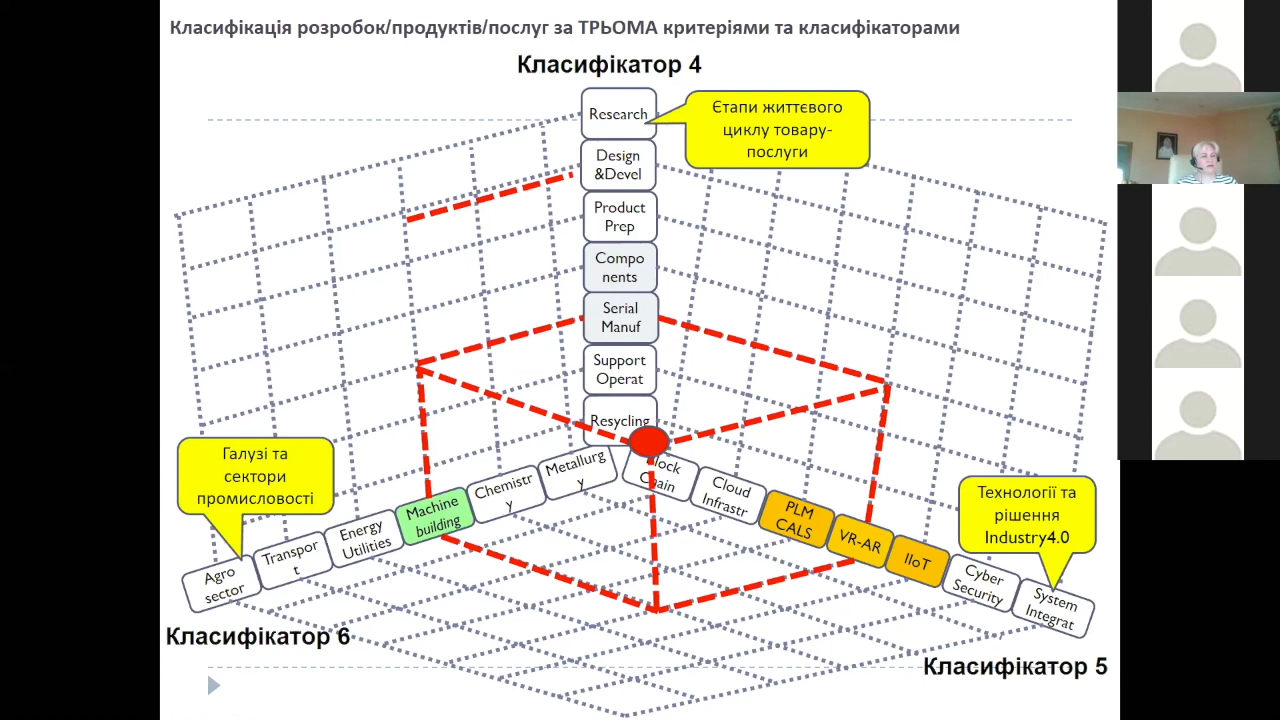 Класифікація розробок/продуктів/послуг за ТРЬОМА критеріями та класифікаторами
Класифікатор 4
Research
Єтапи життєвого
циклу товару-
послуги
Design
&Devel
Product
Prep
Compo
nents
Serial
Manuf
Support
Operat
Resycling
Галузі та
сектори
промисловості
Agro
sector
Transpor
t
Energy
Utilities
Machine
building
Chemistr
y
Metallurg
y
lock
Chain
Cloud
Infrastr
PLM
CALS
VR-AR
IIoT
Cyber
Security
System
Integrat
Технології та
рішення
Industry4.0
Класифікатор 6
Класифікатор 5